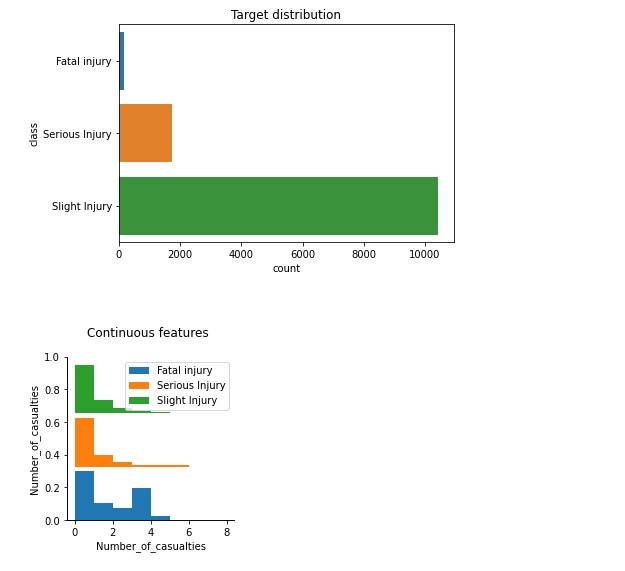 Target distribution
Fatal injury
Serious Injury
Slight Injury
class
0 2000 4000 6000 8000 10000
count
Continuous features
1.0
0.8
0.6
0.4
0.2
0.0
Number_of_casualties
Fatal injury
Serious Injury
Slight Injury
0 2 4 6 8
Number_of_casualties